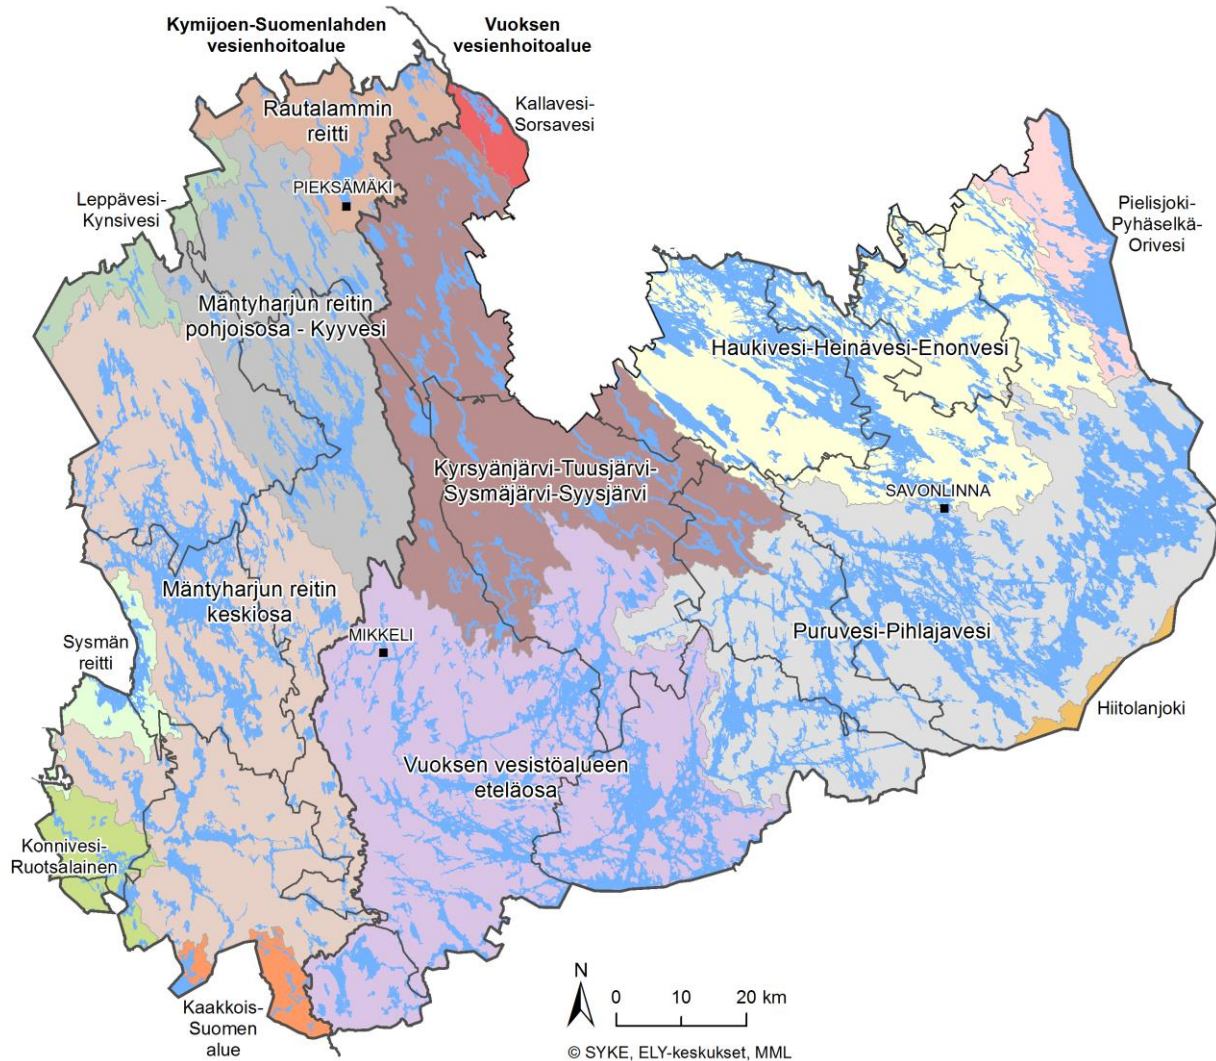 Kymijoen-Suomenlahden
vesienhoitoalue
Vuoksen
vesienhoitoalue
Rautalammin
reitti
Kallavesi-
Sorsavesi
PIEKSÄMÄKI
Leppävesi-
Kynsivesi
Pielisjoki-
Pyhäselkä-
Orivesi
Mäntyharjun reitin
pohjoisosa - Kyyvesi
Haukivesi-Heinävesi-Enonvesi
Kyrsyänjärvi-Tuusjärvi-
Sysmäjärvi-Syysjärvi
SAVONLINNA
Mäntyharjun reitin
keskiosa
MIKKELI
Sysmän
reitti
Puruvesi-Pihlajavesi
Hiitolanjoki
Vuoksen vesistöalueen
eteläosa
Konnivesi-
Ruotsalainen
Kaakkois-
Suomen
alue
N
0 10 20 km
© SYKE, ELY-keskukset, MML